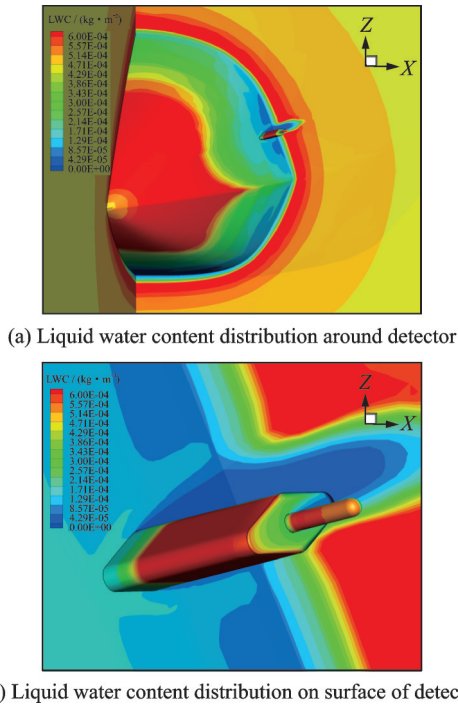 LWC / (kg·m⁻³)
6.00E-04
5.57E-04
5.14E-04
4.71E-04
4.29E-04
3.86E-04
3.43E-04
3.00E-04
2.57E-04
2.14E-04
1.71E-04
1.29E-04
8.57E-05
4.29E-05
0.00E+00
Z
X
(a) Liquid water content distribution around detector
LWC / (kg·m⁻³)
6.00E-04
5.57E-04
5.14E-04
4.71E-04
4.29E-04
3.86E-04
3.43E-04
3.00E-04
2.57E-04
2.14E-04
1.71E-04
1.29E-04
8.57E-05
4.29E-05
0.00E+00
Z
X
) Liquid water content distribution on surface of detec